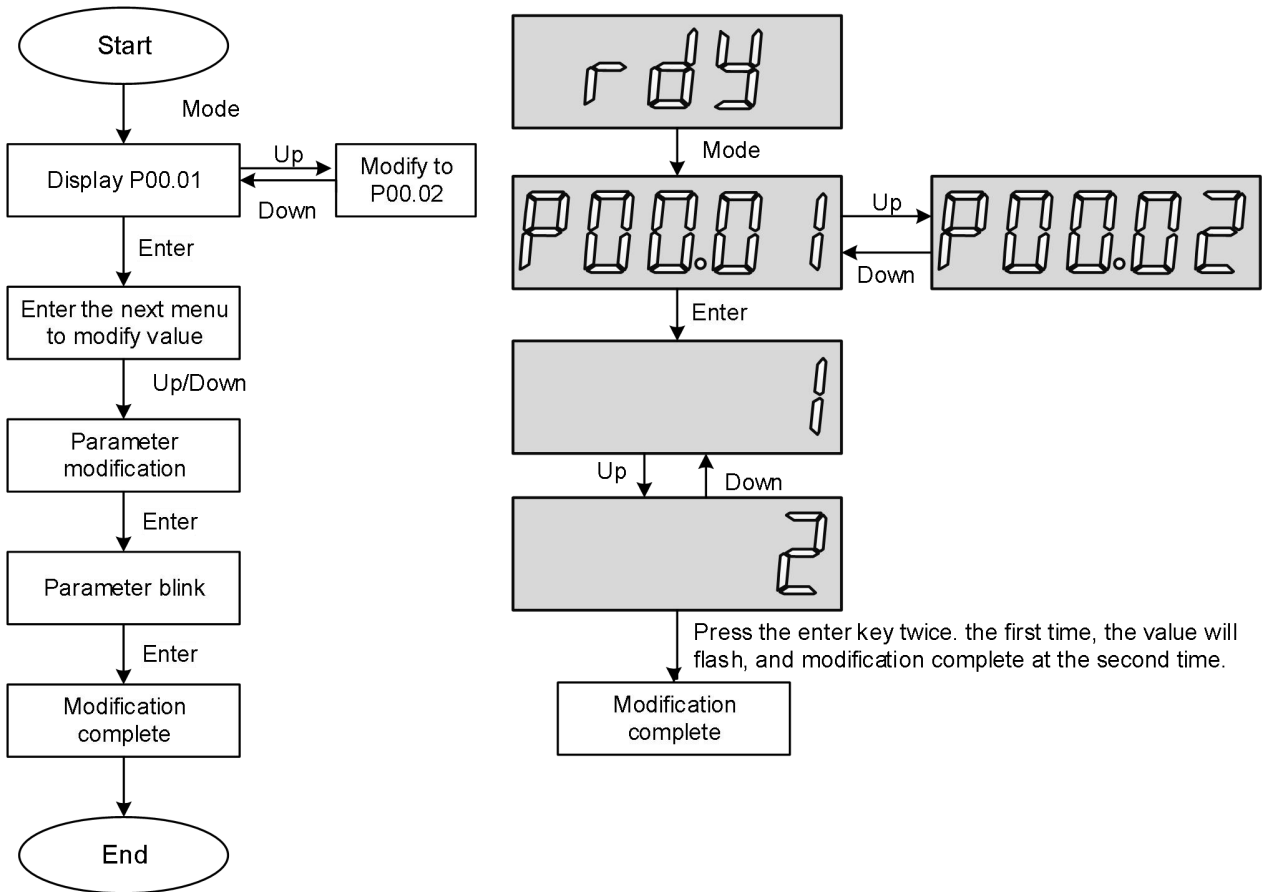 Start
Mode
Display P00.01
Up
Down
Modify to
P00.02
Enter
Enter the next menu
to modify value
Up/Down
Parameter
modification
Enter
Parameter blink
Enter
Modification
complete
End
rdy
Mode
P00.01
Up
Down
P00.02
Enter
1
Up
Down
2
Press the enter key twice. the first time, the value will
flash, and modification complete at the second time.
Modification
complete